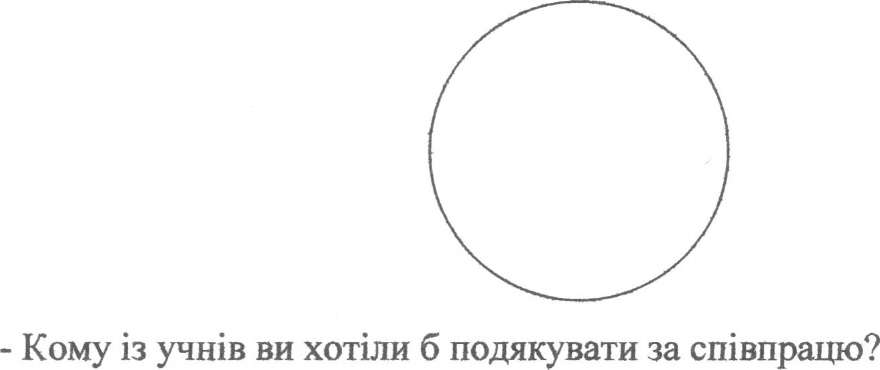 - Кому із учнів ви хотіли б подякувати за співпрацю?